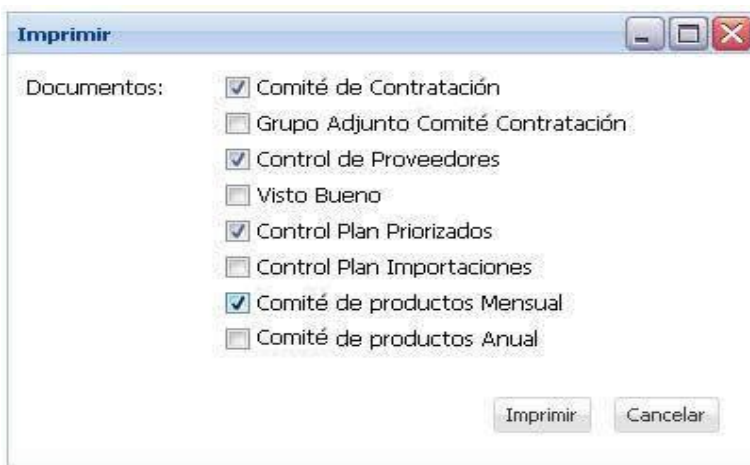 Imprimir
Documentos:
Comité de Contratación
Grupo Adjunto Comité Contratación
Control de Proveedores
Visto Bueno
Control Plan Priorizados
Control Plan Importaciones
Comité de productos Mensual
Comité de productos Anual
Imprimir
Cancelar